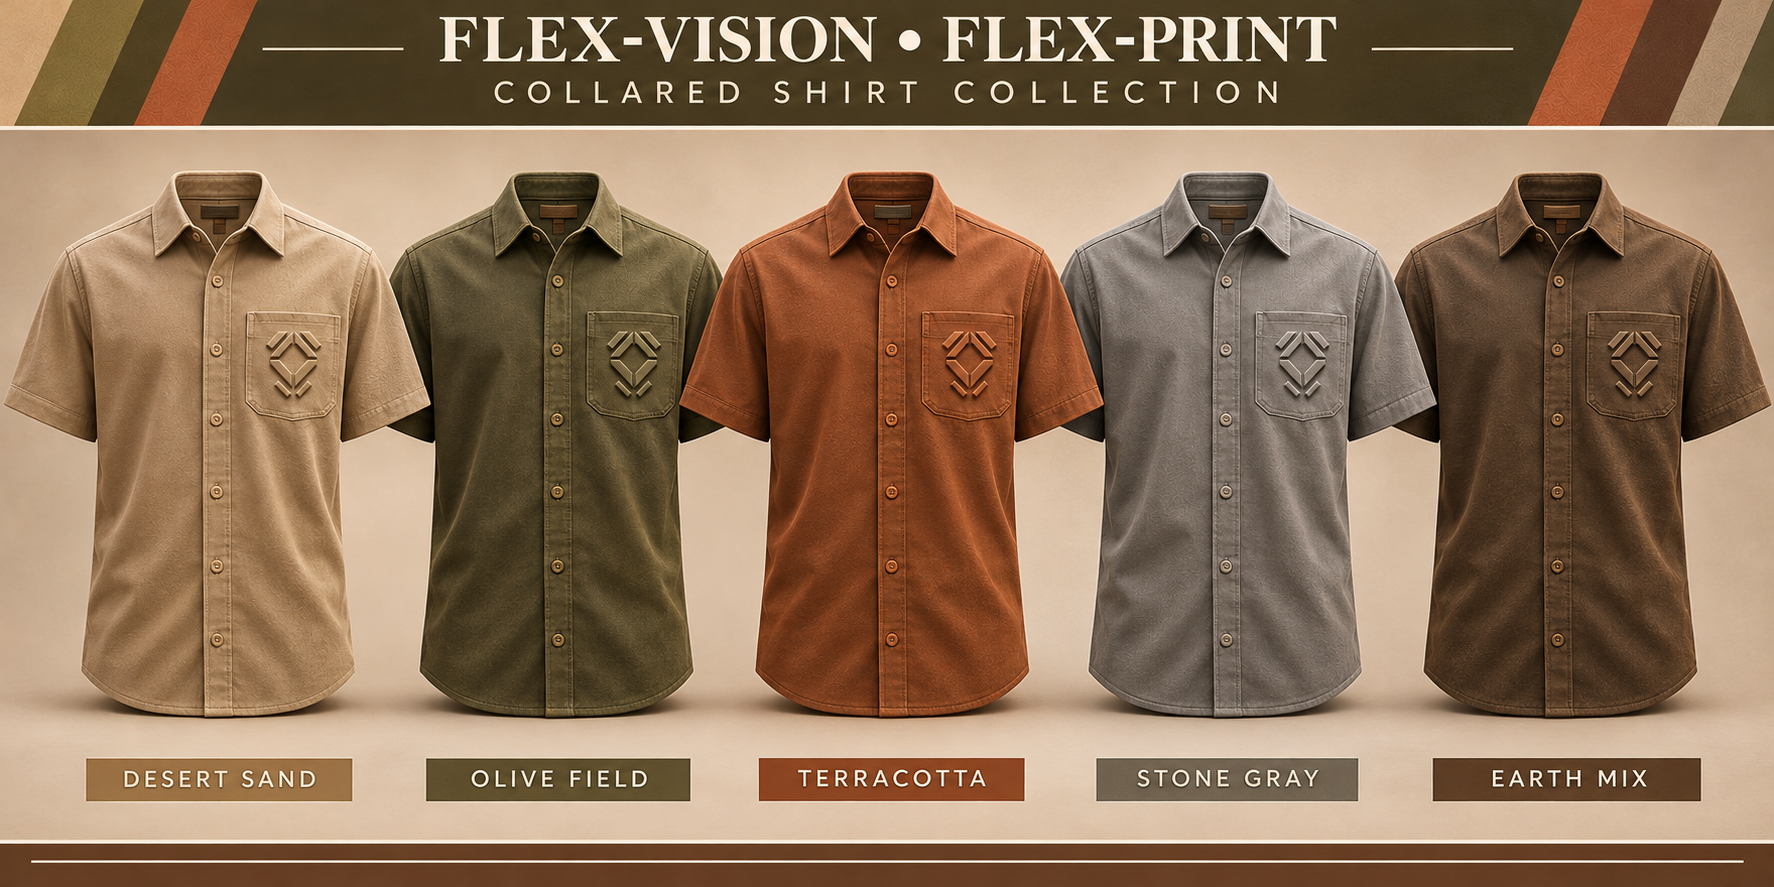 FLEX-VISION • FLEX-PRINT
COLLARED SHIRT COLLECTION
DESERT SAND
OLIVE FIELD
TERRACOTTA
STONE GRAY
EARTH MIX